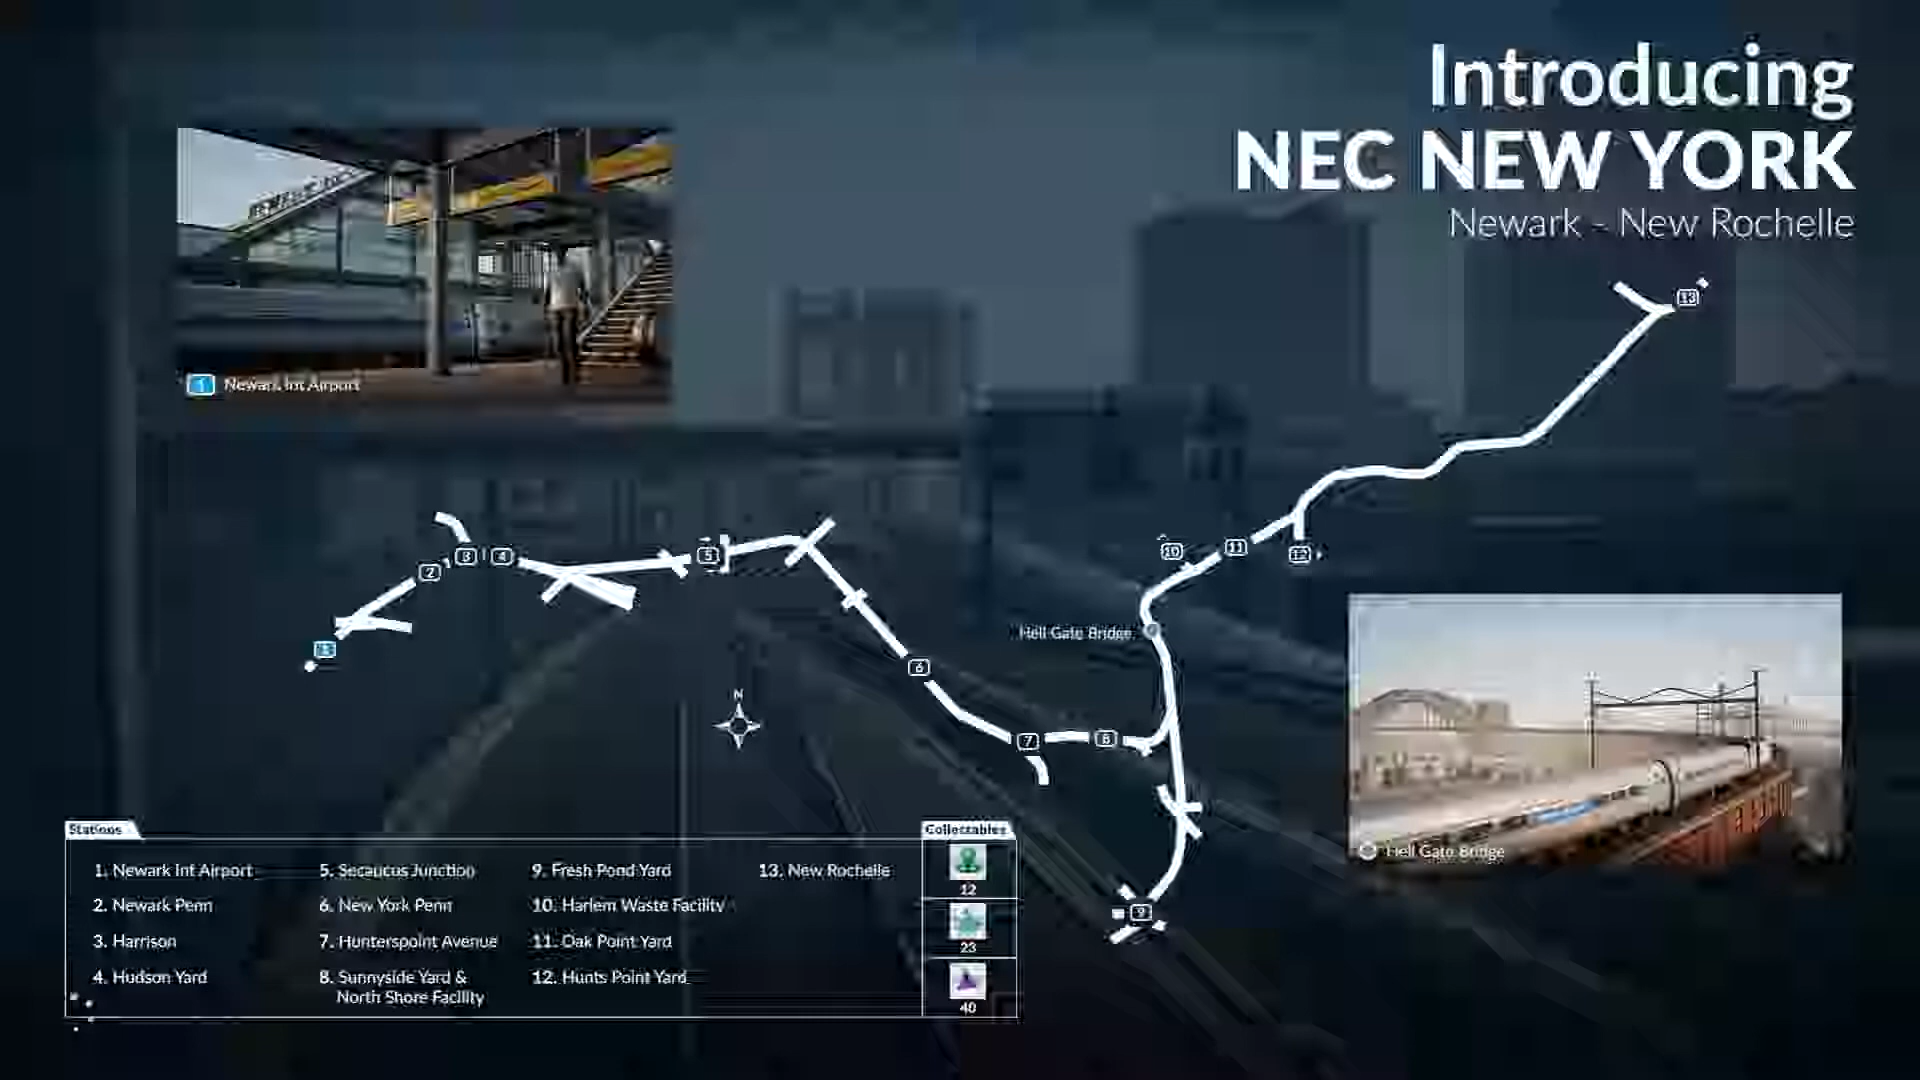 Introducing
NEC NEW YORK
Newark - New Rochelle
1 Newark Int Airport
13
10
11
12
3
4
5
2
1
Hell Gate Bridge
6
N
7
8
9
Hell Gate Bridge
Stations
1. Newark Int Airport
2. Newark Penn
3. Harrison
4. Hudson Yard
5. Secaucus Junction
6. New York Penn
7. Hunterspoint Avenue
8. Sunnyside Yard &
North Shore Facility
9. Fresh Pond Yard
10. Harlem Waste Facility
11. Oak Point Yard
12. Hunts Point Yard
13. New Rochelle
Collectables
12
23
40